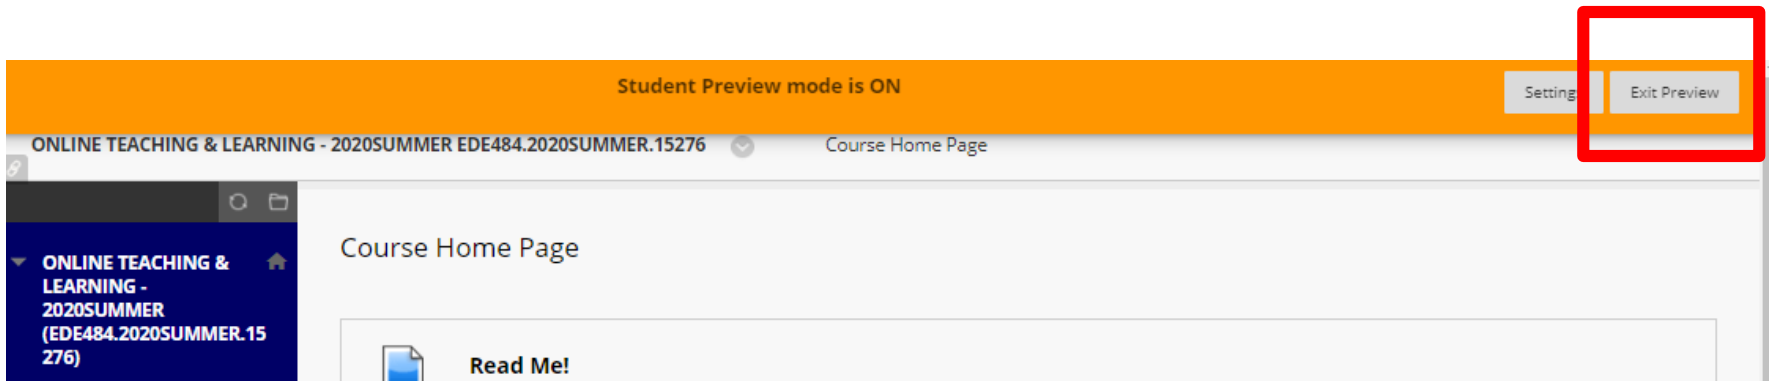 Student Preview mode is ON
Settings
Exit Preview
ONLINE TEACHING & LEARNING - 2020SUMMER EDE484.2020SUMMER.15276
Course Home Page
ONLINE TEACHING &
LEARNING -
2020SUMMER
(EDE484.2020SUMMER.15
276)
Course Home Page
Read Me!